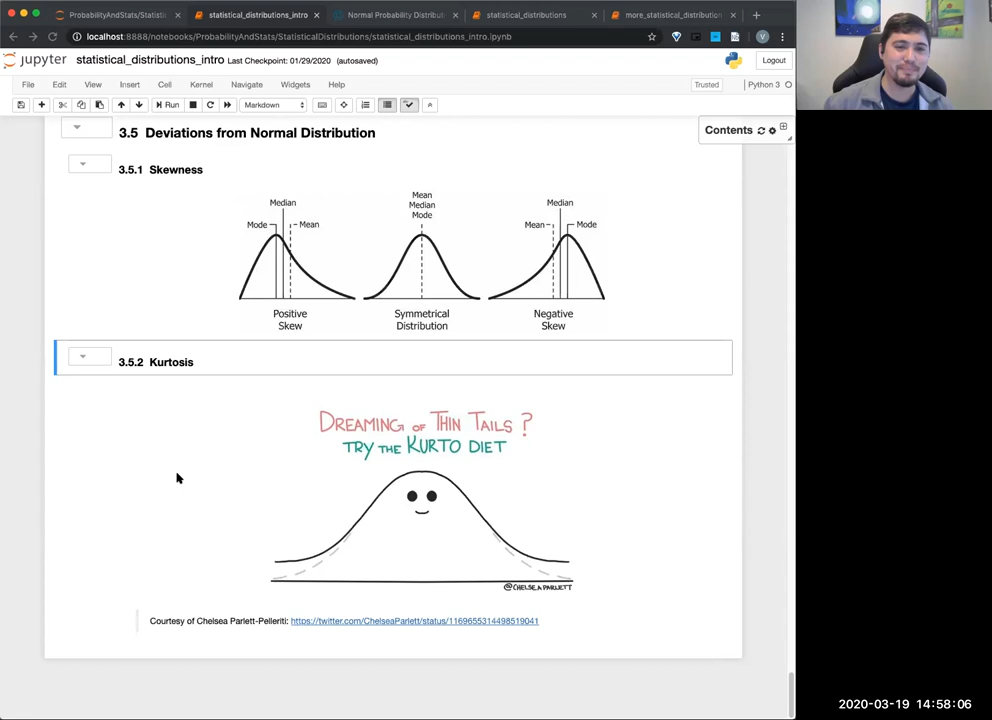 ProbabilityAndStats/Statisti
statistical_distributions_intro
Normal Probability Distributi
statistical_distributions
more_statistical_distribution
localhost:8888/notebooks/ProbabilityAndStats/StatisticalDistributions/statistical_distributions_intro.ipynb
V
jupyter statistical_distributions_intro Last Checkpoint: 01/29/2020 (autosaved)
Logout
File Edit View Insert Cell Kernel Navigate Widgets Help
Trusted Python 3
Run Markdown
Contents
3.5 Deviations from Normal Distribution
3.5.1 Skewness
Median
Mode Mean
Positive
Skew
Mean
Median
Mode
Symmetrical
Distribution
Median
Mean Mode
Negative
Skew
3.5.2 Kurtosis
DREAMING OF THIN TAILS?
TRY THE KURTO DIET
@CHELSEAPARLETT
Courtesy of Chelsea Parlett-Pelleriti: https://twitter.com/ChelseaParlett/status/1169655314498519041
2020-03-19 14:58:06